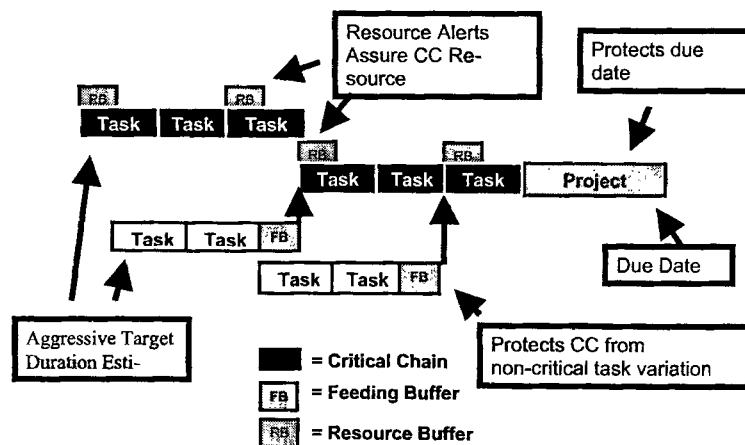 Resource Alerts
Assure CC Re-
source
Protects due
date
RB
RB
Task Task Task
RB
RB
Task Task Task Project
Task Task FB
Task Task FB
Due Date
Aggressive Target
Duration Esti-
Protects CC from
non-critical task variation
= Critical Chain
FB = Feeding Buffer
RB = Resource Buffer